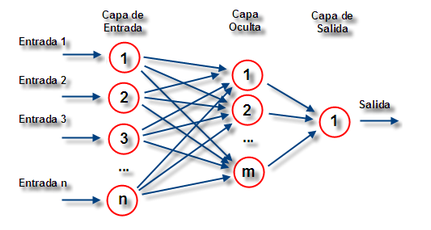 Capa de
Entrada
Capa
Oculta
Capa de
Salida
Entrada 1
Entrada 2
Entrada 3
Entrada n
1
2
3
...
n
1
2
...
m
1
Salida